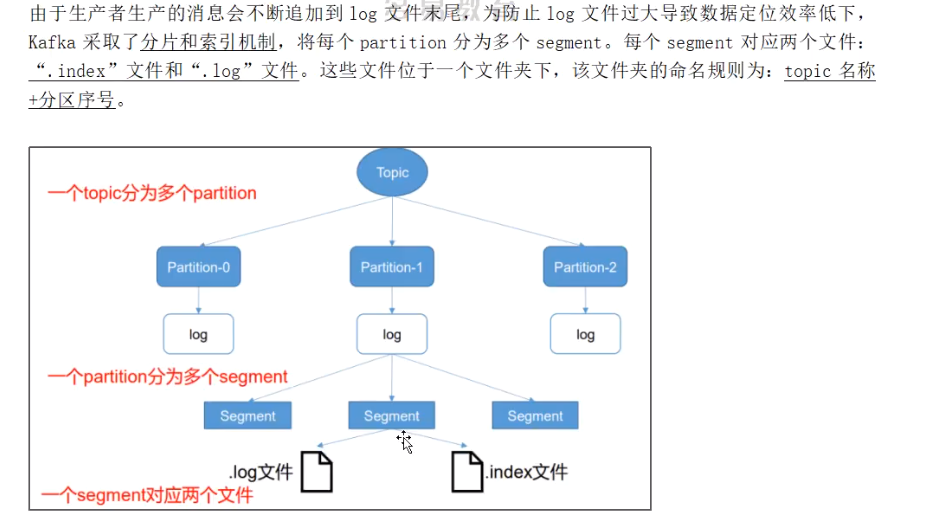 由于生产者生产的消息会不断追加到 log 文件末尾，为防止 log 文件过大导致数据定位效率低下，
Kafka 采取了分片和索引机制，将每个 partition 分为多个 segment。每个 segment 对应两个文件：
“.index”文件和“.log”文件。这些文件位于一个文件夹下，该文件夹的命名规则为：topic 名称
+分区序号。
Topic
一个topic分为多个partition
Partition-0
Partition-1
Partition-2
log
log
log
一个partition分为多个segment
Segment
Segment
Segment
.log文件
.index文件
一个segment对应两个文件